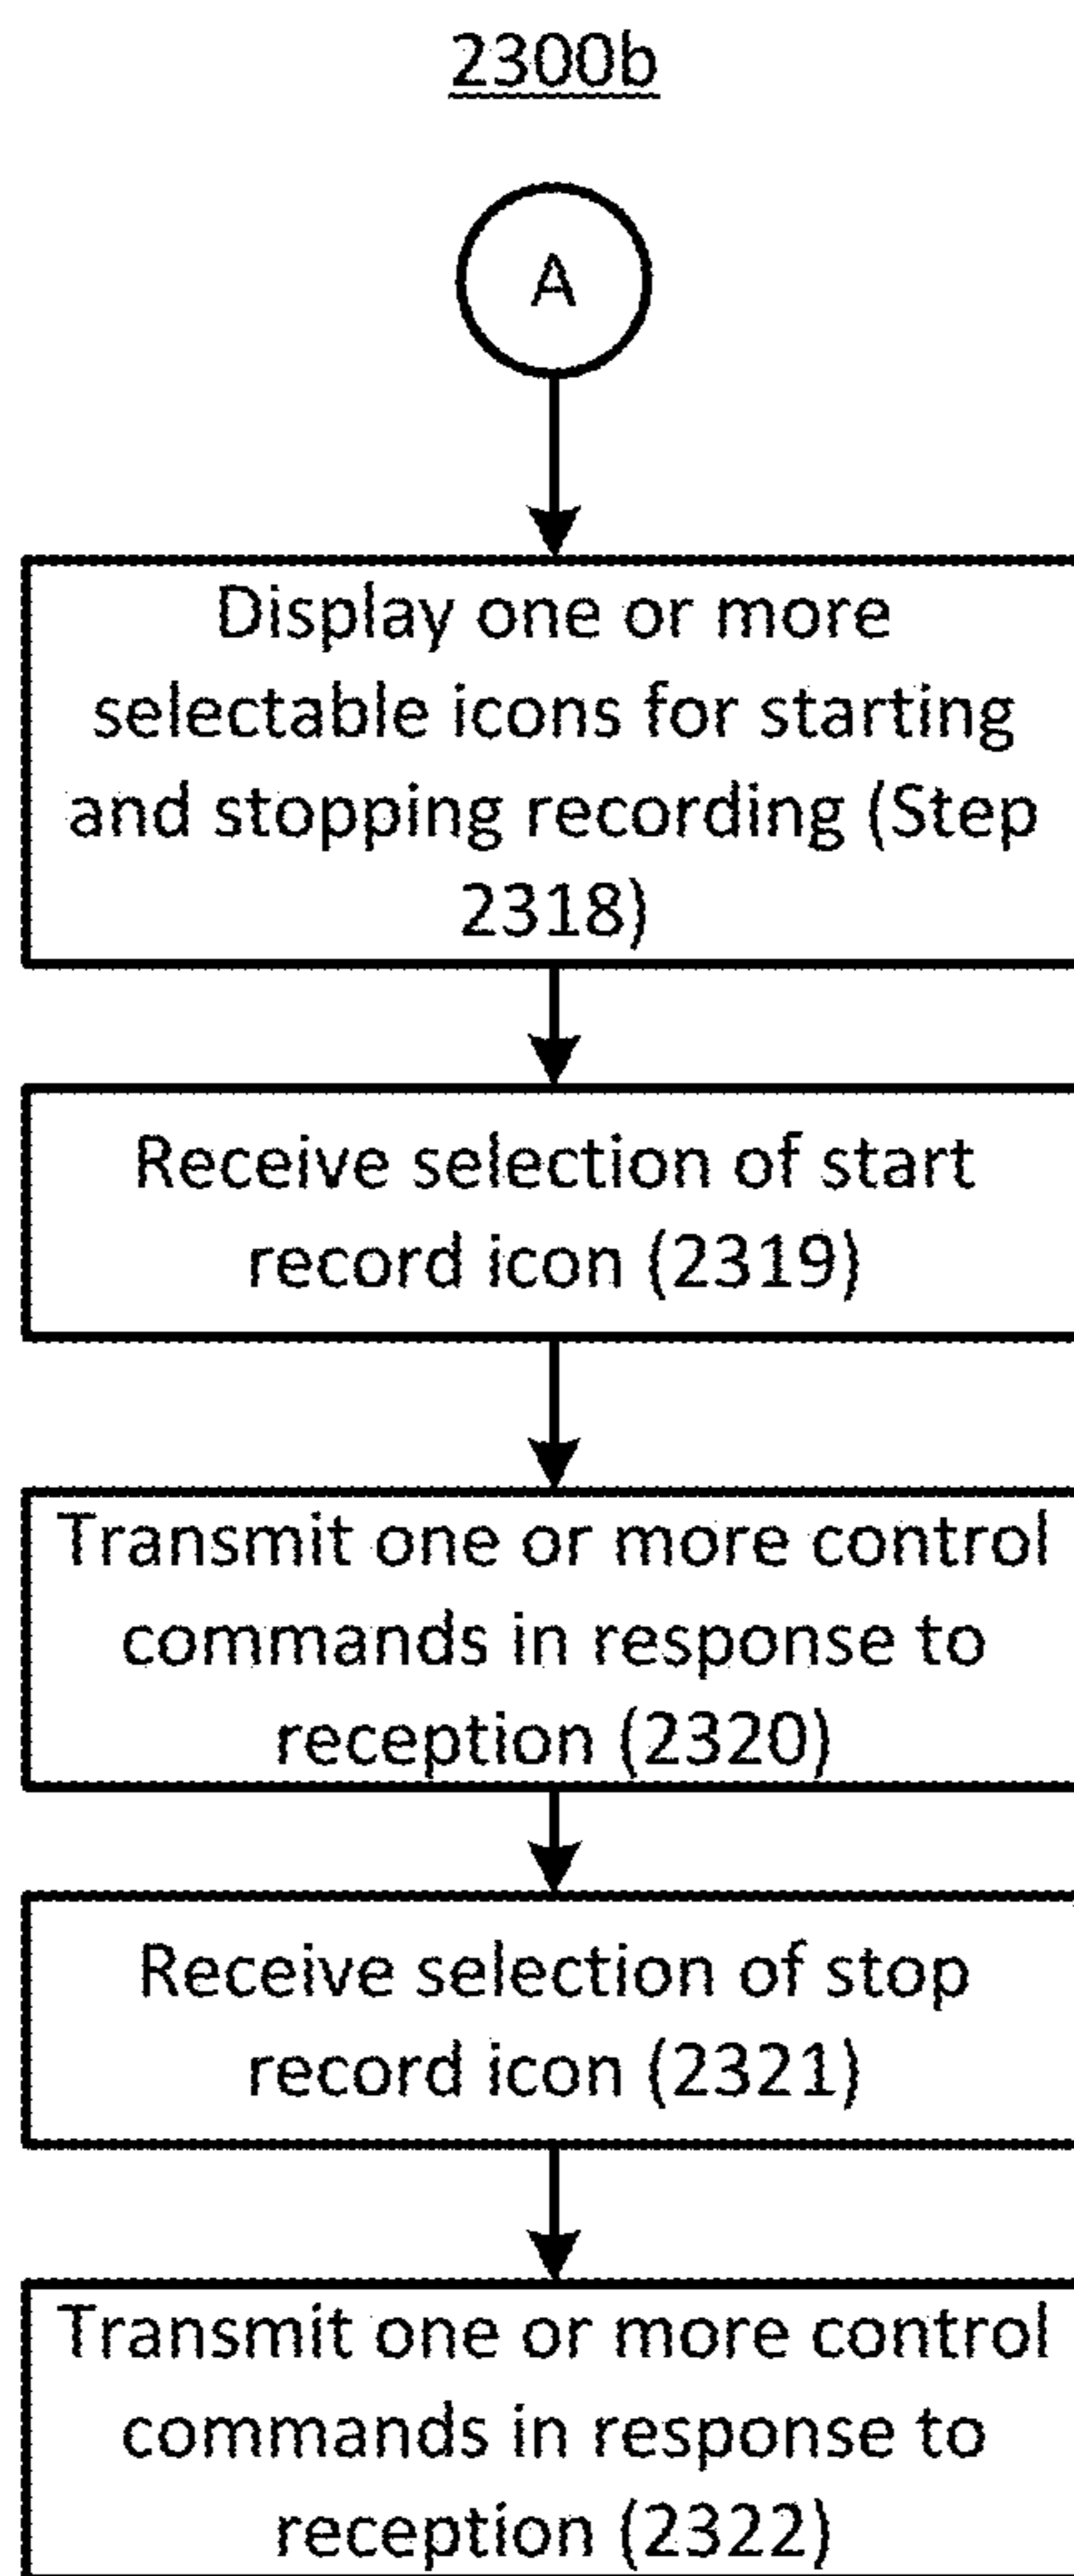 2300b
A
Display one or more
selectable icons for starting
and stopping recording (Step
2318)
Receive selection of start
record icon (2319)
Transmit one or more control
commands in response to
reception (2320)
Receive selection of stop
record icon (2321)
Transmit one or more control
commands in response to
reception (2322)